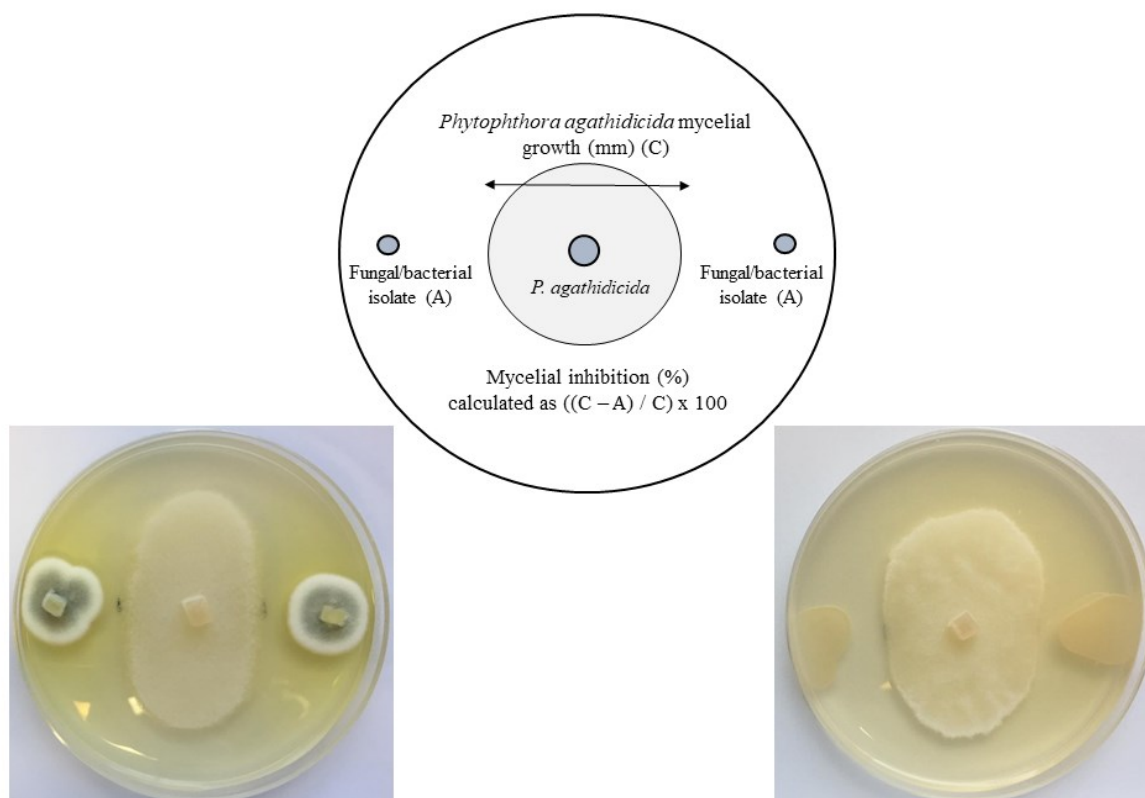 Phytophthora agathidicida mycelial
growth (mm) (C)
Fungal/bacterial
isolate (A)
P. agathidicida
Fungal/bacterial
isolate (A)
Mycelial inhibition (%)
calculated as ((C – A) / C) x 100